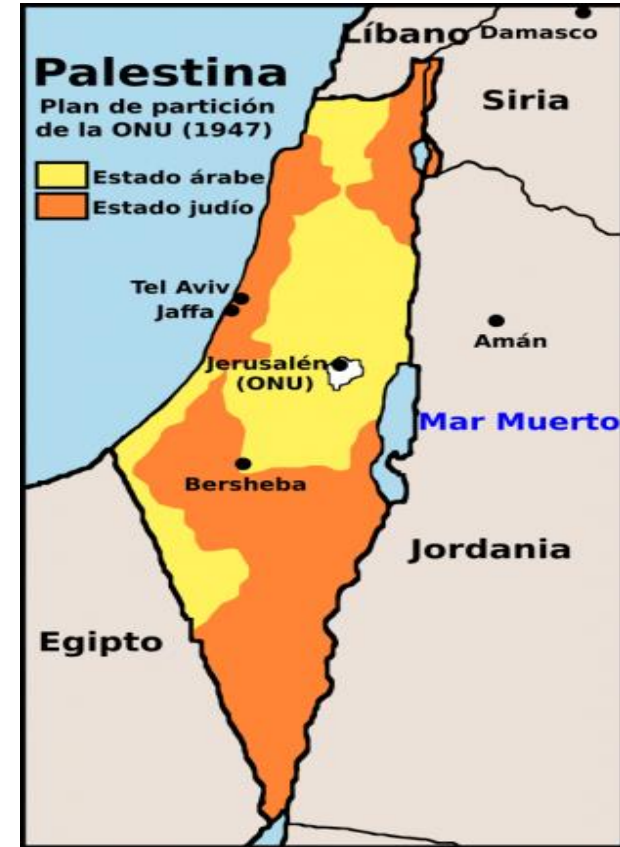 Líbano
Damasco
Palestina
Plan de partición
de la ONU (1947)
Siria
Estado árabe
Estado judío
Tel Aviv
Jaffa
Amán
Jerusalén
(ONU)
Mar Muerto
Bersheba
Jordania
Egipto